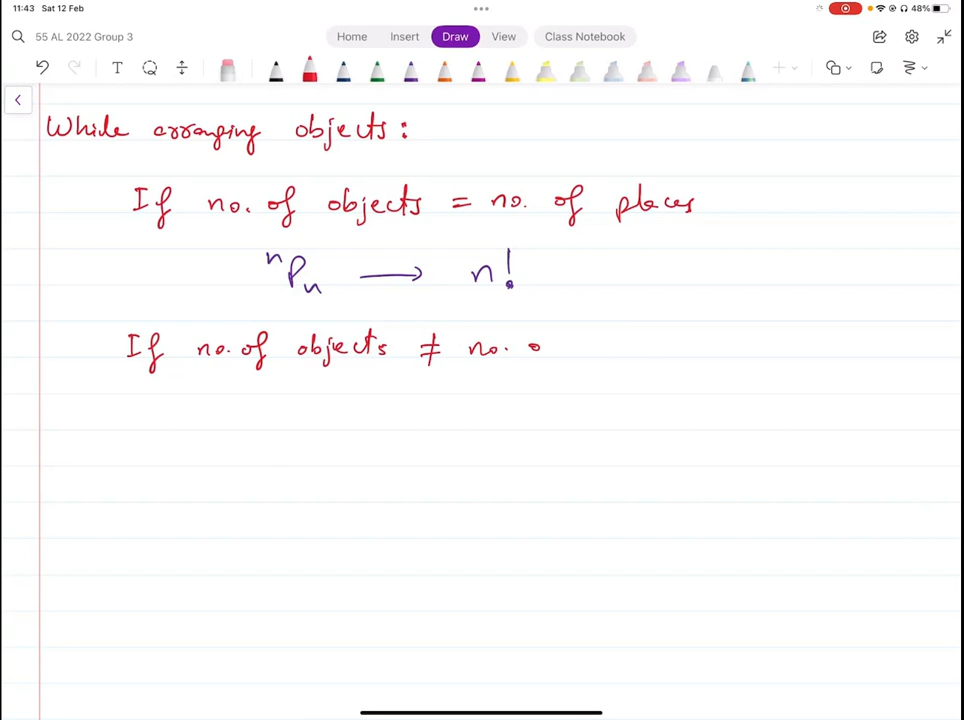 11:43 Sat 12 Feb
48%
55 AL 2022 Group 3
Home Insert Draw View Class Notebook
T
While arranging objects:
If no. of objects = no. of places
ⁿPₙ ⟶ n!
If no. of objects ≠ no. o